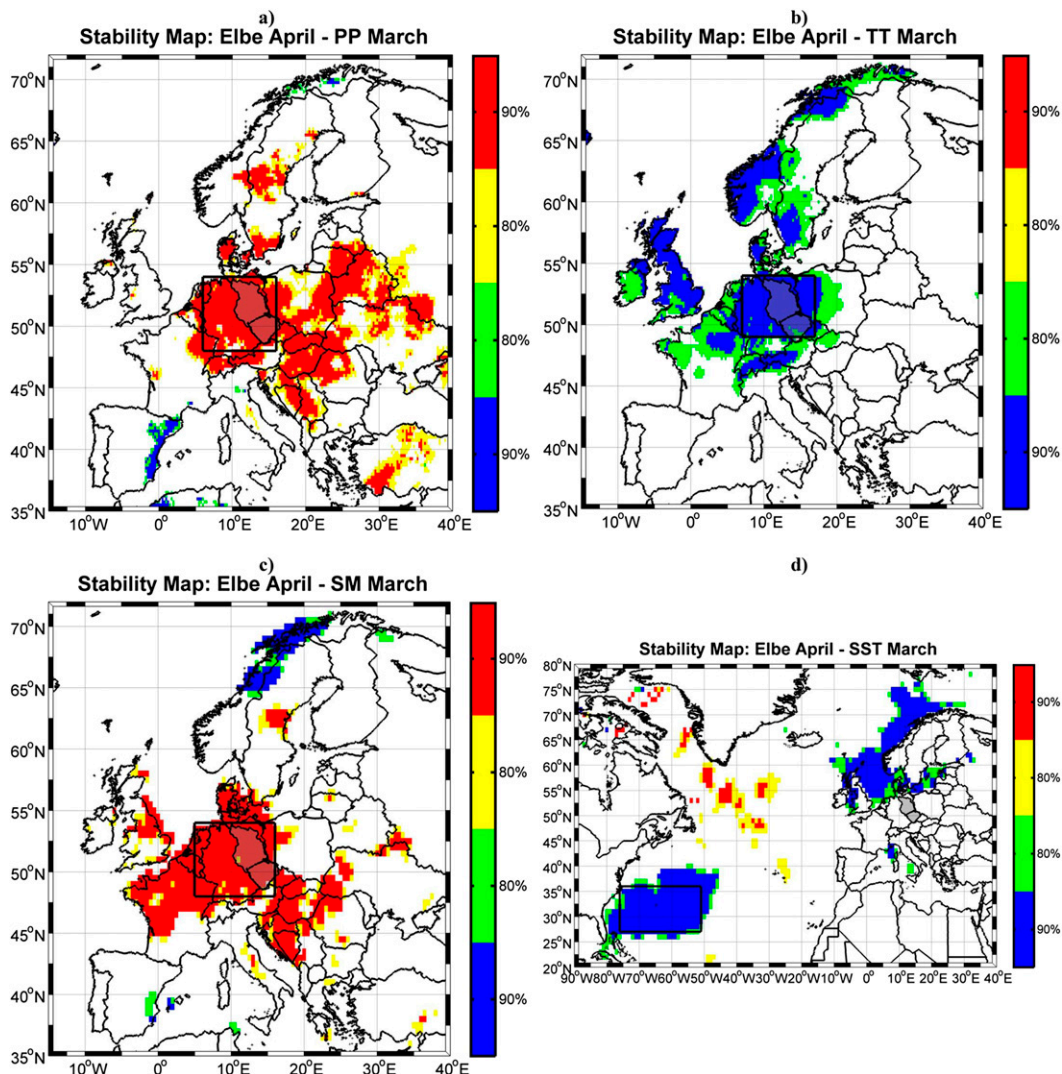 a)
Stability Map: Elbe April - PP March
70°N
65°N
60°N
55°N
50°N
45°N
40°N
35°N
10°W
0°
10°E
20°E
30°E
40°E
90%
80%
80%
90%
b)
Stability Map: Elbe April - TT March
70°N
65°N
60°N
55°N
50°N
45°N
40°N
35°N
10°W
0°
10°E
20°E
30°E
40°E
90%
80%
80%
90%
c)
Stability Map: Elbe April - SM March
70°N
65°N
60°N
55°N
50°N
45°N
40°N
35°N
10°W
0°
10°E
20°E
30°E
40°E
90%
80%
80%
90%
d)
Stability Map: Elbe April - SST March
80°N
75°N
70°N
65°N
60°N
55°N
50°N
45°N
40°N
35°N
30°N
25°N
20°N
90°W
80°W
70°W
60°W
50°W
40°W
30°W
20°W
10°W
0°
10°E
20°E
30°E
40°E
90%
80%
80%
90%